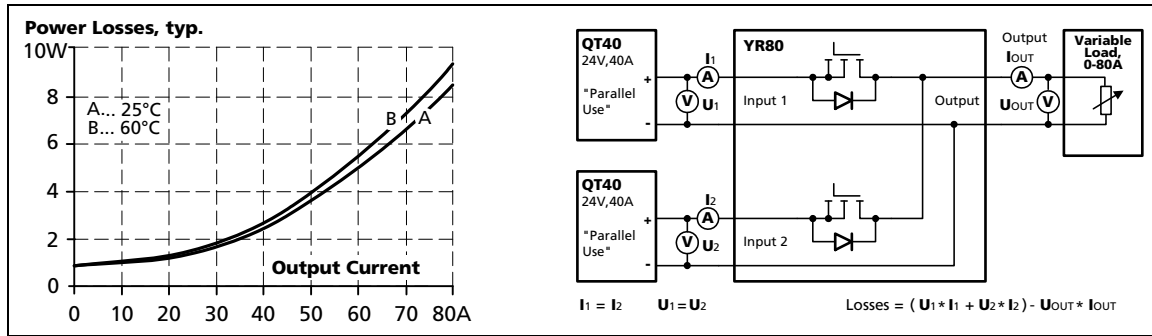 Power Losses, typ.
10W
8
6
4
2
0
A... 25°C
B... 60°C
B
A
Output Current
0 10 20 30 40 50 60 70 80A
QT40
24V,40A
"Parallel
Use"
+
-
I1
A
V
U1
YR80
Input 1
Output
Output
IOUT
A
UOUT
V
Variable
Load,
0-80A
QT40
24V,40A
"Parallel
Use"
+
-
I2
A
V
U2
Input 2
I1 = I2 U1=U2 Losses = ( U1* I1 + U2* I2) - UOUT* IOUT